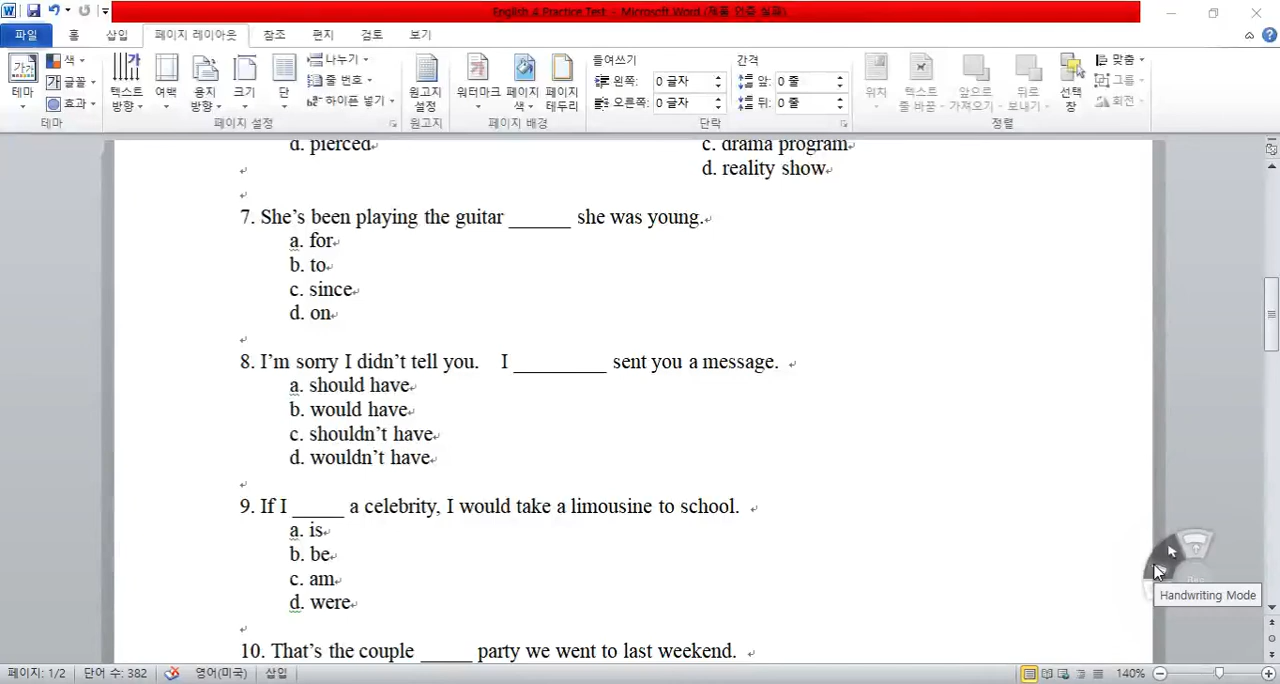 English 4 Practice Test - Microsoft Word (제품 인증 실패)
파일 홈 삽입 페이지 레이아웃 참조 편지 검토 보기
가가 색 텍스트 방향 여백 용지 방향 크기 단 나누기 원고지 설정 워터마크 페이지 색 페이지 테두리 들여쓰기 간격 위치 텍스트 줄 바꿈 앞으로 가져오기 뒤로 보내기 선택 창 맞춤
테마 글꼴 줄 번호 왼쪽: 0 글자 앞: 0 줄 그룹
효과 하이픈 넣기 오른쪽: 0 글자 뒤: 0 줄 회전
테마 페이지 설정 원고지 페이지 배경 단락 정렬
d. pierced
c. drama program
d. reality show
7. She’s been playing the guitar ______ she was young.
a. for
b. to
c. since
d. on
8. I’m sorry I didn’t tell you. I _________ sent you a message.
a. should have
b. would have
c. shouldn’t have
d. wouldn’t have
9. If I _____ a celebrity, I would take a limousine to school.
a. is
b. be
c. am
d. were
Handwriting Mode
10. That’s the couple _____ party we went to last weekend.
페이지: 1/2 단어 수: 382 영어(미국) 삽입 140%